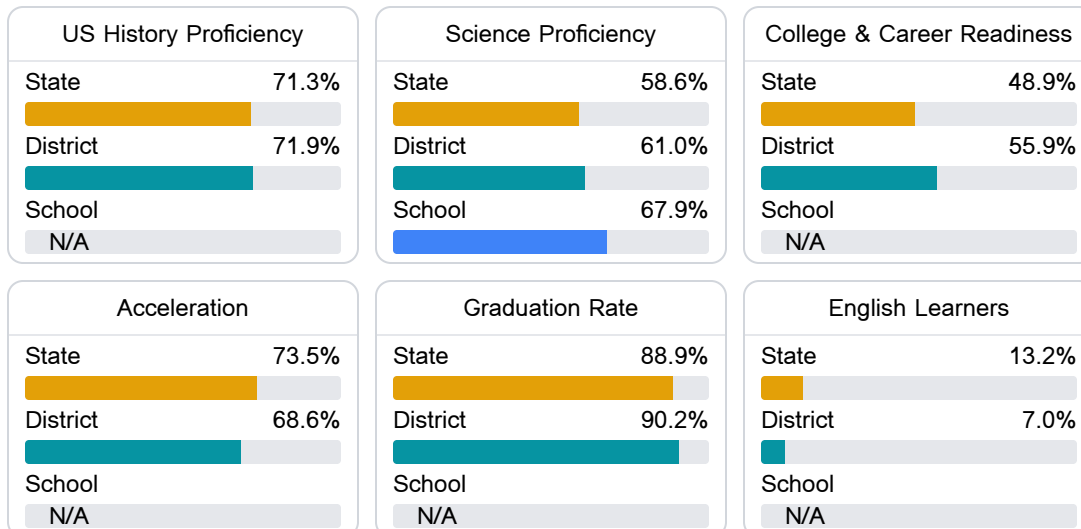 US History Proficiency
State 71.3%
District 71.9%
School
N/A
Science Proficiency
State 58.6%
District 61.0%
School 67.9%
College & Career Readiness
State 48.9%
District 55.9%
School
N/A
Acceleration
State 73.5%
District 68.6%
School
N/A
Graduation Rate
State 88.9%
District 90.2%
School
N/A
English Learners
State 13.2%
District 7.0%
School
N/A